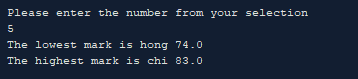 Please enter the number from your selection
5
The lowest mark is hong 74.0
The highest mark is chi 83.0